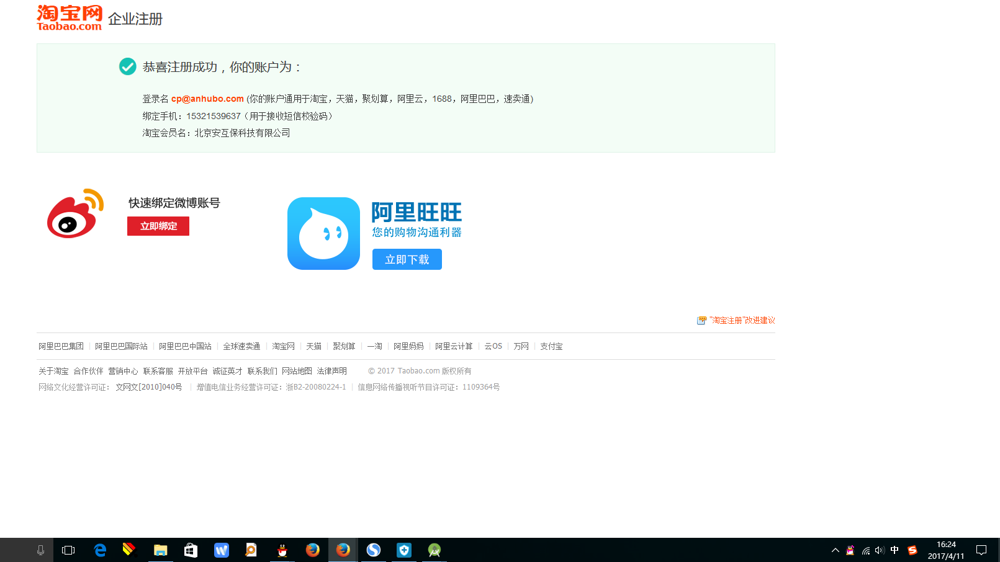 淘宝网
Taobao.com
企业注册
恭喜注册成功，你的账户为：
登录名 cp@anhubo.com (你的账户通用于淘宝，天猫，聚划算，阿里云，1688，阿里巴巴，速卖通)
绑定手机：15321539637（用于接收短信校验码）
淘宝会员名：北京安互保科技有限公司
快速绑定微博账号
立即绑定
阿里旺旺
您的购物沟通利器
立即下载
"淘宝注册"改进建议
阿里巴巴集团 | 阿里巴巴国际站 | 阿里巴巴中国站 | 全球速卖通 | 淘宝网 | 天猫 | 聚划算 | 一淘 | 阿里妈妈 | 阿里云计算 | 云OS | 万网 | 支付宝
关于淘宝 合作伙伴 营销中心 联系客服 开放平台 诚征英才 联系我们 网站地图 法律声明 © 2017 Taobao.com 版权所有
网络文化经营许可证： 文网文[2010]040号 | 增值电信业务经营许可证：浙B2-20080224-1 | 信息网络传播视听节目许可证：1109364号
中
16:24
2017/4/11